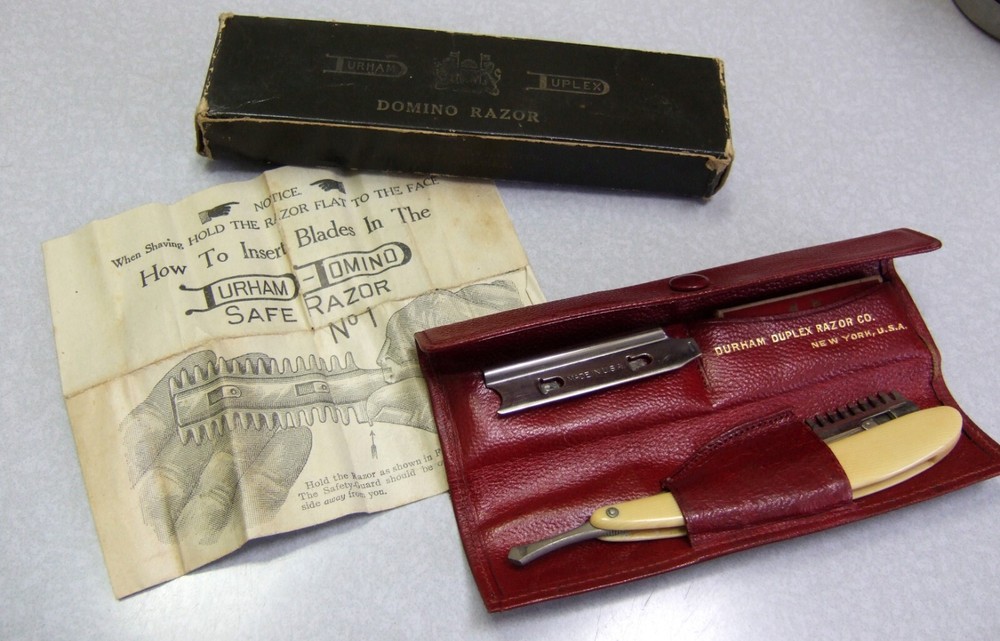 DURHAM DUPLEX
DOMINO RAZOR
NOTICE.
When Shaving HOLD THE RAZOR FLAT TO THE FACE
How To Insert Blades In The
DURHAM DOMINO
SAFE RAZOR
Nº 1
Hold the Razor as shown in
The Safety Guard should be
side away from you.
MADE IN U.S.A.
DURHAM DUPLEX RAZOR CO.
NEW YORK, U.S.A.